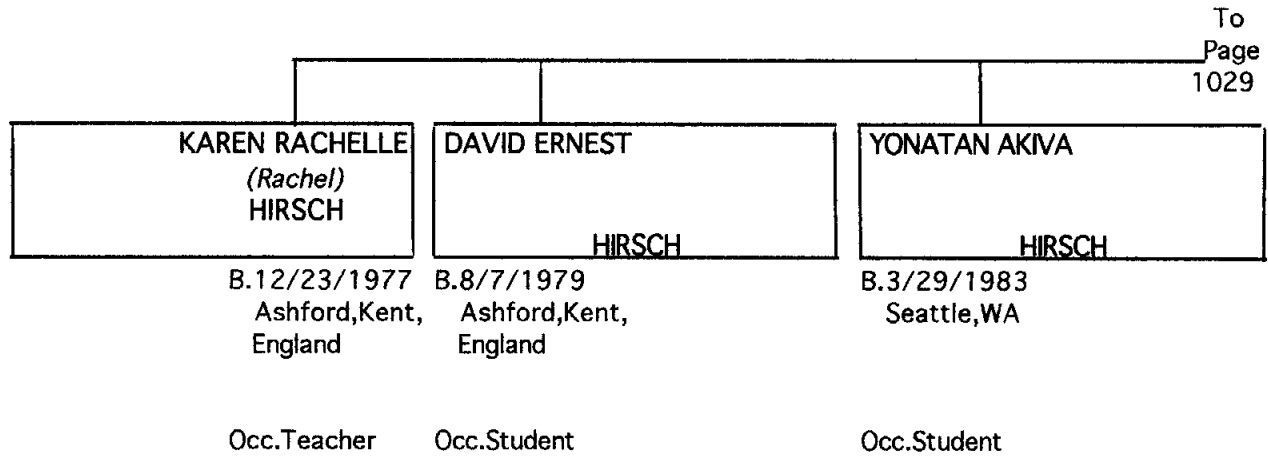 To
Page
1029
KAREN RACHELLE
(Rachel)
HIRSCH
B.12/23/1977
Ashford,Kent,
England
Occ.Teacher
DAVID ERNEST
HIRSCH
B.8/7/1979
Ashford,Kent,
England
Occ.Student
YONATAN AKIVA
HIRSCH
B.3/29/1983
Seattle,WA
Occ.Student